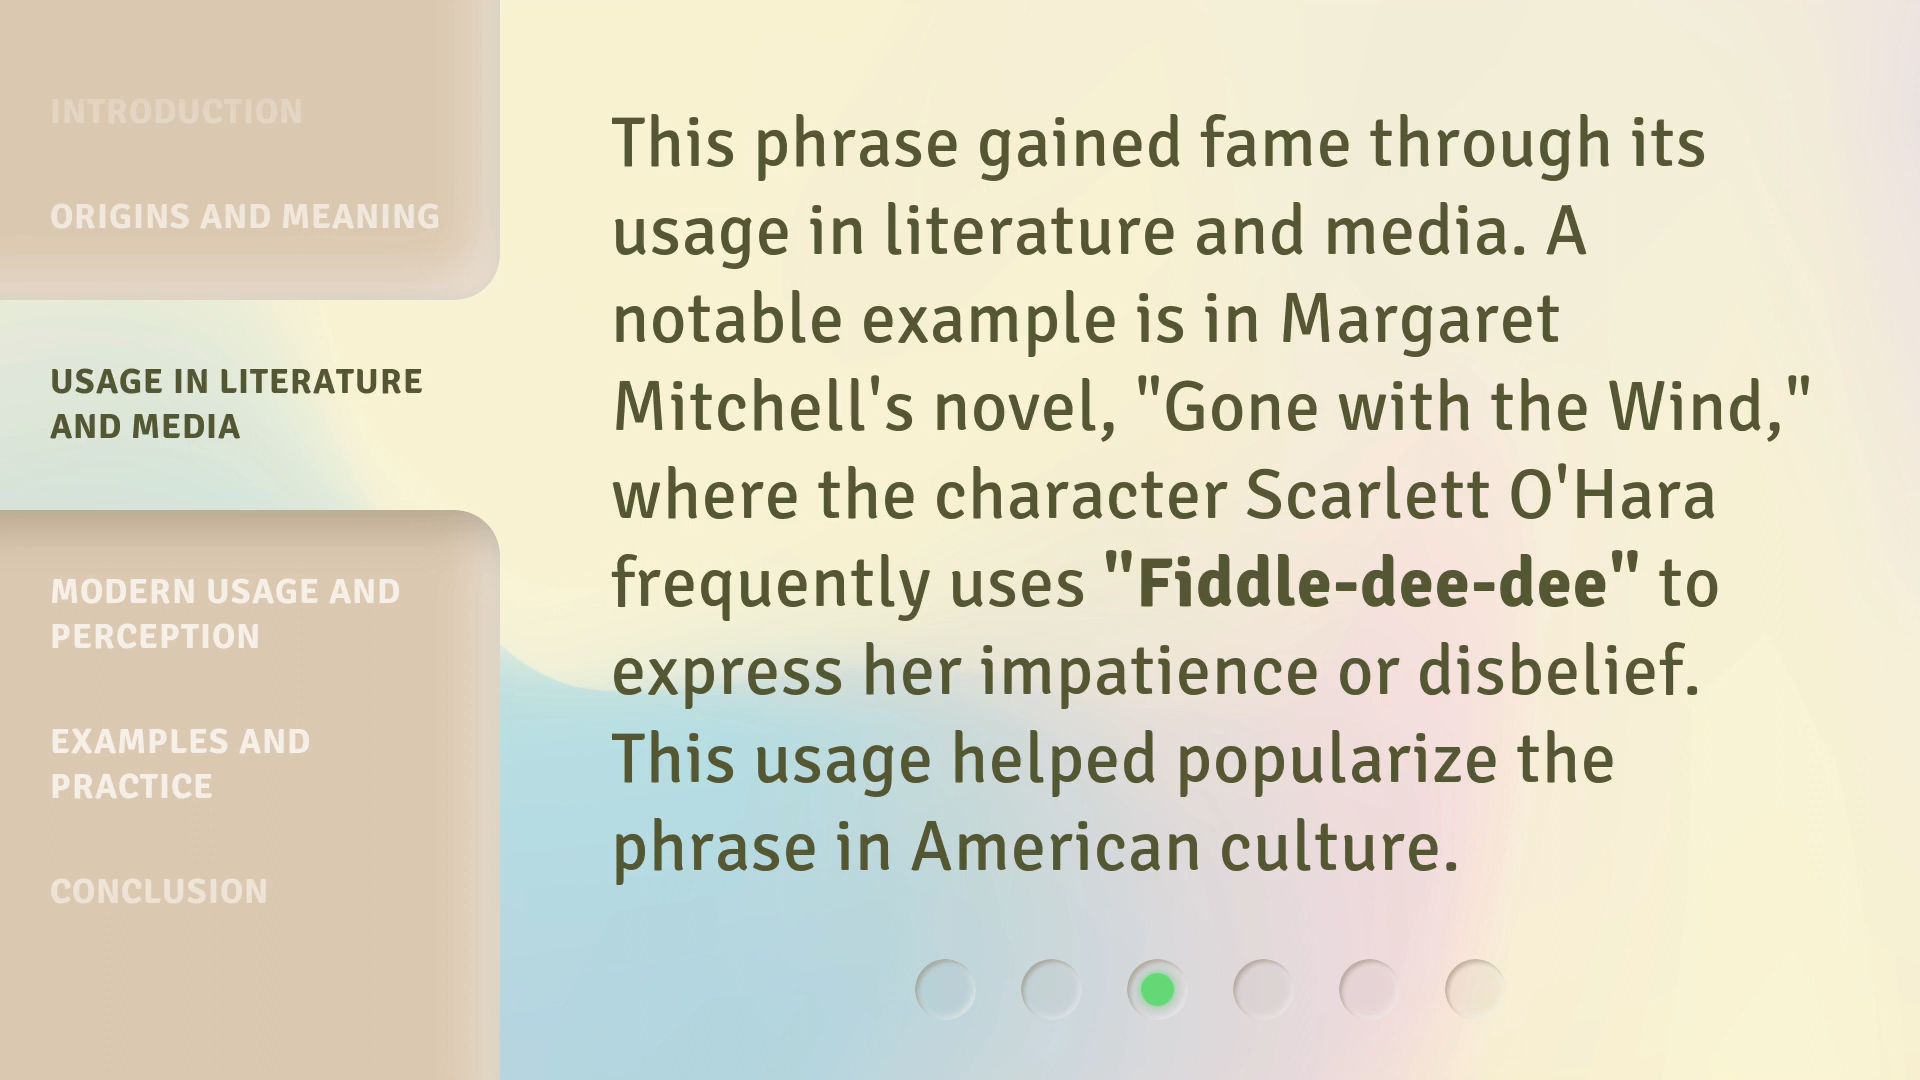 INTRODUCTION
ORIGINS AND MEANING
USAGE IN LITERATURE
AND MEDIA
MODERN USAGE AND
PERCEPTION
EXAMPLES AND
PRACTICE
CONCLUSION
This phrase gained fame through its
usage in literature and media. A
notable example is in Margaret
Mitchell's novel, "Gone with the Wind,"
where the character Scarlett O'Hara
frequently uses "Fiddle-dee-dee" to
express her impatience or disbelief.
This usage helped popularize the
phrase in American culture.